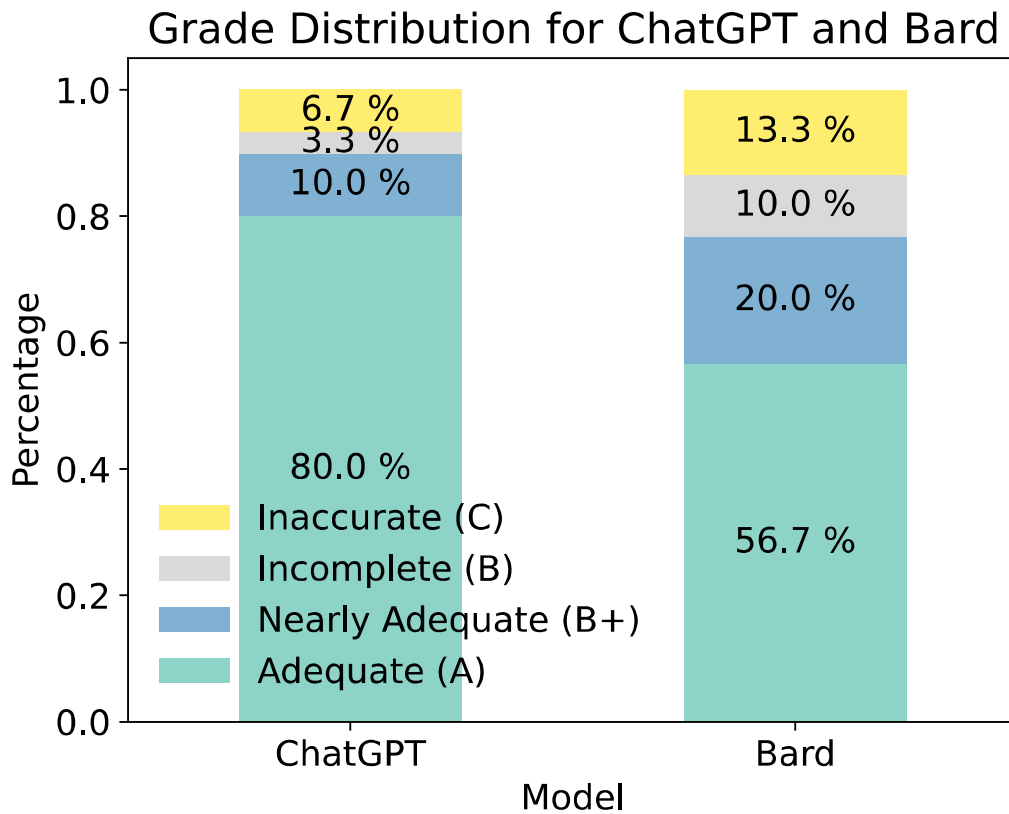 Grade Distribution for ChatGPT and Bard
Percentage
1.0
0.8
0.6
0.4
0.2
0.0
6.7 %
3.3 %
10.0 %
80.0 %
13.3 %
10.0 %
20.0 %
56.7 %
Inaccurate (C)
Incomplete (B)
Nearly Adequate (B+)
Adequate (A)
ChatGPT
Bard
Model